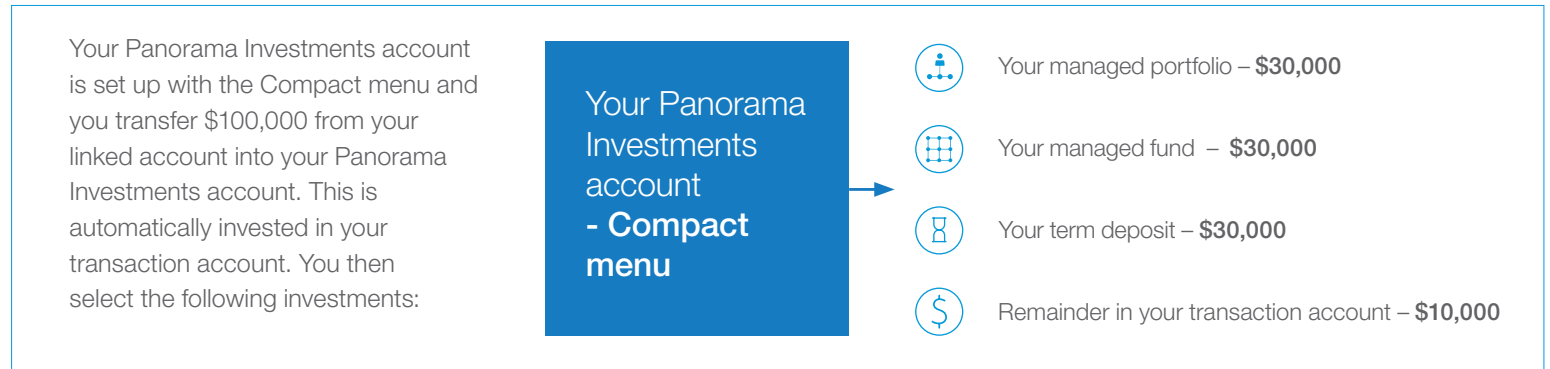 Your Panorama Investments account
is set up with the Compact menu and
you transfer $100,000 from your
linked account into your Panorama
Investments account. This is
automatically invested in your
transaction account. You then
select the following investments:
Your Panorama
Investments
account
- Compact
menu
Your managed portfolio – $30,000
Your managed fund – $30,000
Your term deposit – $30,000
Remainder in your transaction account – $10,000